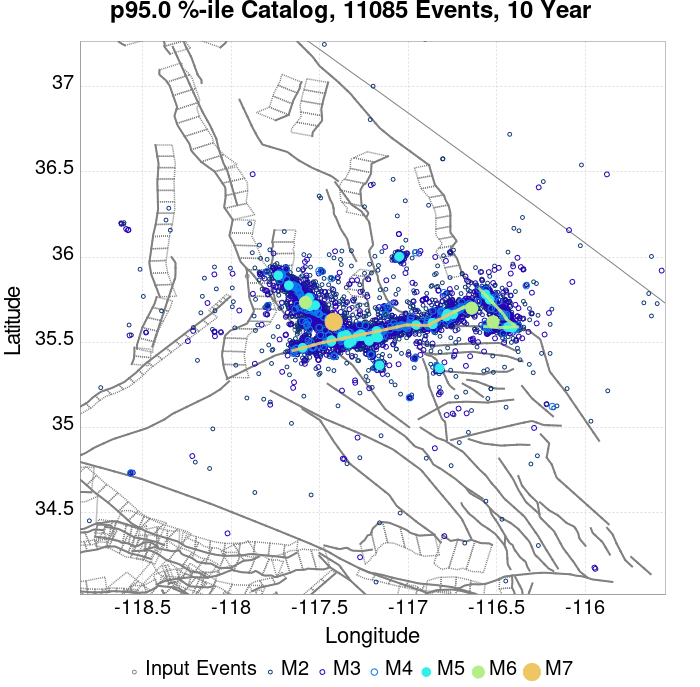 p95.0 %-ile Catalog, 11085 Events, 10 Year
37
36.5
36
35.5
35
34.5
Latitude
-118.5 -118 -117.5 -117 -116.5 -116
Longitude
Input Events M2 M3 M4 M5 M6 M7